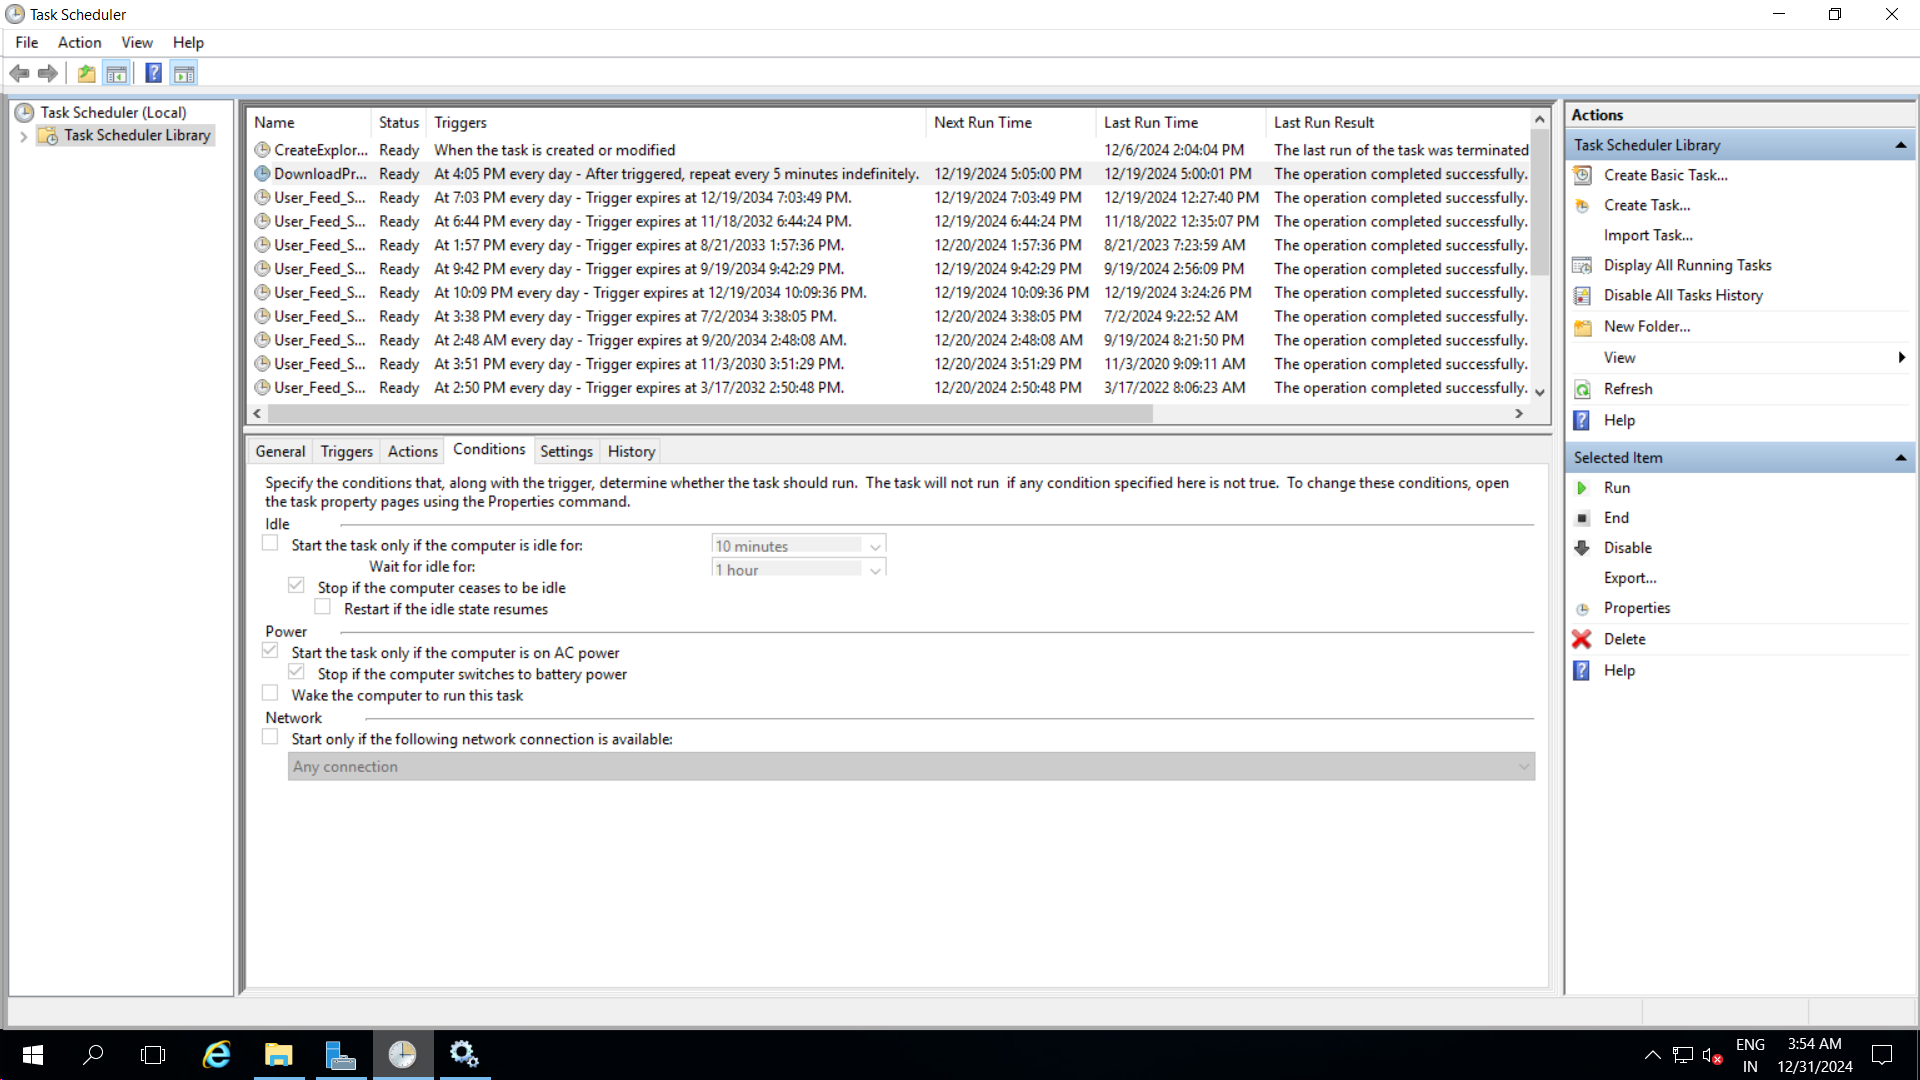 Task Scheduler
File Action View Help
Task Scheduler (Local)
Task Scheduler Library
Name Status Triggers Next Run Time Last Run Time Last Run Result
CreateExplor... Ready When the task is created or modified 12/6/2024 2:04:04 PM The last run of the task was terminated
DownloadPr... Ready At 4:05 PM every day - After triggered, repeat every 5 minutes indefinitely. 12/19/2024 5:05:00 PM 12/19/2024 5:00:01 PM The operation completed successfully.
User_Feed_S... Ready At 7:03 PM every day - Trigger expires at 12/19/2034 7:03:49 PM. 12/19/2024 7:03:49 PM 12/19/2024 12:27:40 PM The operation completed successfully.
User_Feed_S... Ready At 6:44 PM every day - Trigger expires at 11/18/2032 6:44:24 PM. 12/19/2024 6:44:24 PM 11/18/2022 12:35:07 PM The operation completed successfully.
User_Feed_S... Ready At 1:57 PM every day - Trigger expires at 8/21/2033 1:57:36 PM. 12/20/2024 1:57:36 PM 8/21/2023 7:23:59 AM The operation completed successfully.
User_Feed_S... Ready At 9:42 PM every day - Trigger expires at 9/19/2034 9:42:29 PM. 12/19/2024 9:42:29 PM 9/19/2024 2:56:09 PM The operation completed successfully.
User_Feed_S... Ready At 10:09 PM every day - Trigger expires at 12/19/2034 10:09:36 PM. 12/19/2024 10:09:36 PM 12/19/2024 3:24:26 PM The operation completed successfully.
User_Feed_S... Ready At 3:38 PM every day - Trigger expires at 7/2/2034 3:38:05 PM. 12/20/2024 3:38:05 PM 7/2/2024 9:22:52 AM The operation completed successfully.
User_Feed_S... Ready At 2:48 AM every day - Trigger expires at 9/20/2034 2:48:08 AM. 12/20/2024 2:48:08 AM 9/19/2024 8:21:50 PM The operation completed successfully.
User_Feed_S... Ready At 3:51 PM every day - Trigger expires at 11/3/2030 3:51:29 PM. 12/20/2024 3:51:29 PM 11/3/2020 9:09:11 AM The operation completed successfully.
User_Feed_S... Ready At 2:50 PM every day - Trigger expires at 3/17/2032 2:50:48 PM. 12/20/2024 2:50:48 PM 3/17/2022 8:06:23 AM The operation completed successfully.
General Triggers Actions Conditions Settings History
Specify the conditions that, along with the trigger, determine whether the task should run. The task will not run if any condition specified here is not true. To change these conditions, open
the task property pages using the Properties command.
Idle
Start the task only if the computer is idle for: 10 minutes
Wait for idle for: 1 hour
Stop if the computer ceases to be idle
Restart if the idle state resumes
Power
Start the task only if the computer is on AC power
Stop if the computer switches to battery power
Wake the computer to run this task
Network
Start only if the following network connection is available:
Any connection
Actions
Task Scheduler Library
Create Basic Task...
Create Task...
Import Task...
Display All Running Tasks
Disable All Tasks History
New Folder...
View
Refresh
Help
Selected Item
Run
End
Disable
Export...
Properties
Delete
Help
ENG
IN
3:54 AM
12/31/2024